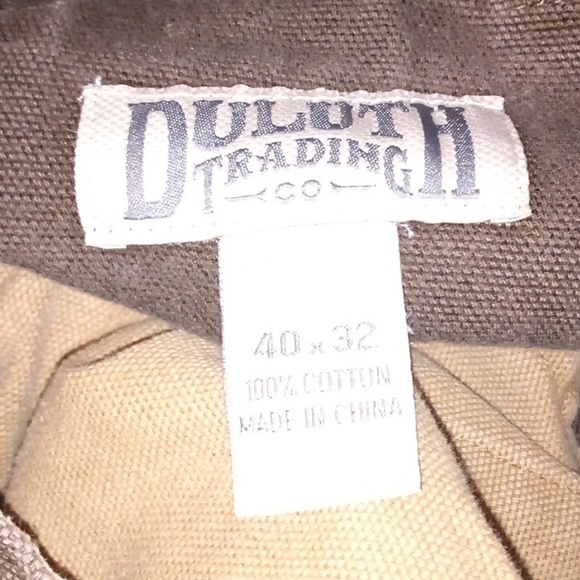 DULUTH
TRADING
CO
40 x 32
100% COTTON
MADE IN CHINA